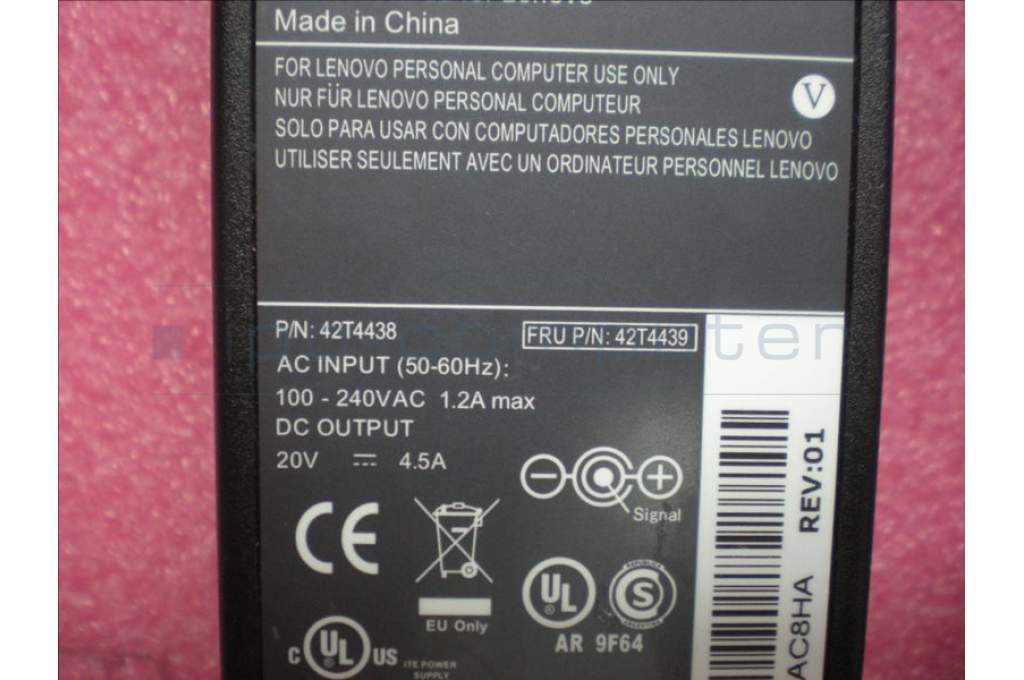 Made in China
FOR LENOVO PERSONAL COMPUTER USE ONLY
NUR FÜR LENOVO PERSONAL COMPUTEUR
SOLO PARA USAR CON COMPUTADORES PERSONALES LENOVO
UTILISER SEULEMENT AVEC UN ORDINATEUR PERSONNEL LENOVO
V
P/N: 42T4438
FRU P/N: 42T4439
AC INPUT (50-60Hz):
100 - 240VAC 1.2A max
DC OUTPUT
20V 4.5A
Signal
CE
EU Only
UL
S
AR 9F64
c UL US
ITE POWER
SUPPLY
REV:01
AC8HA